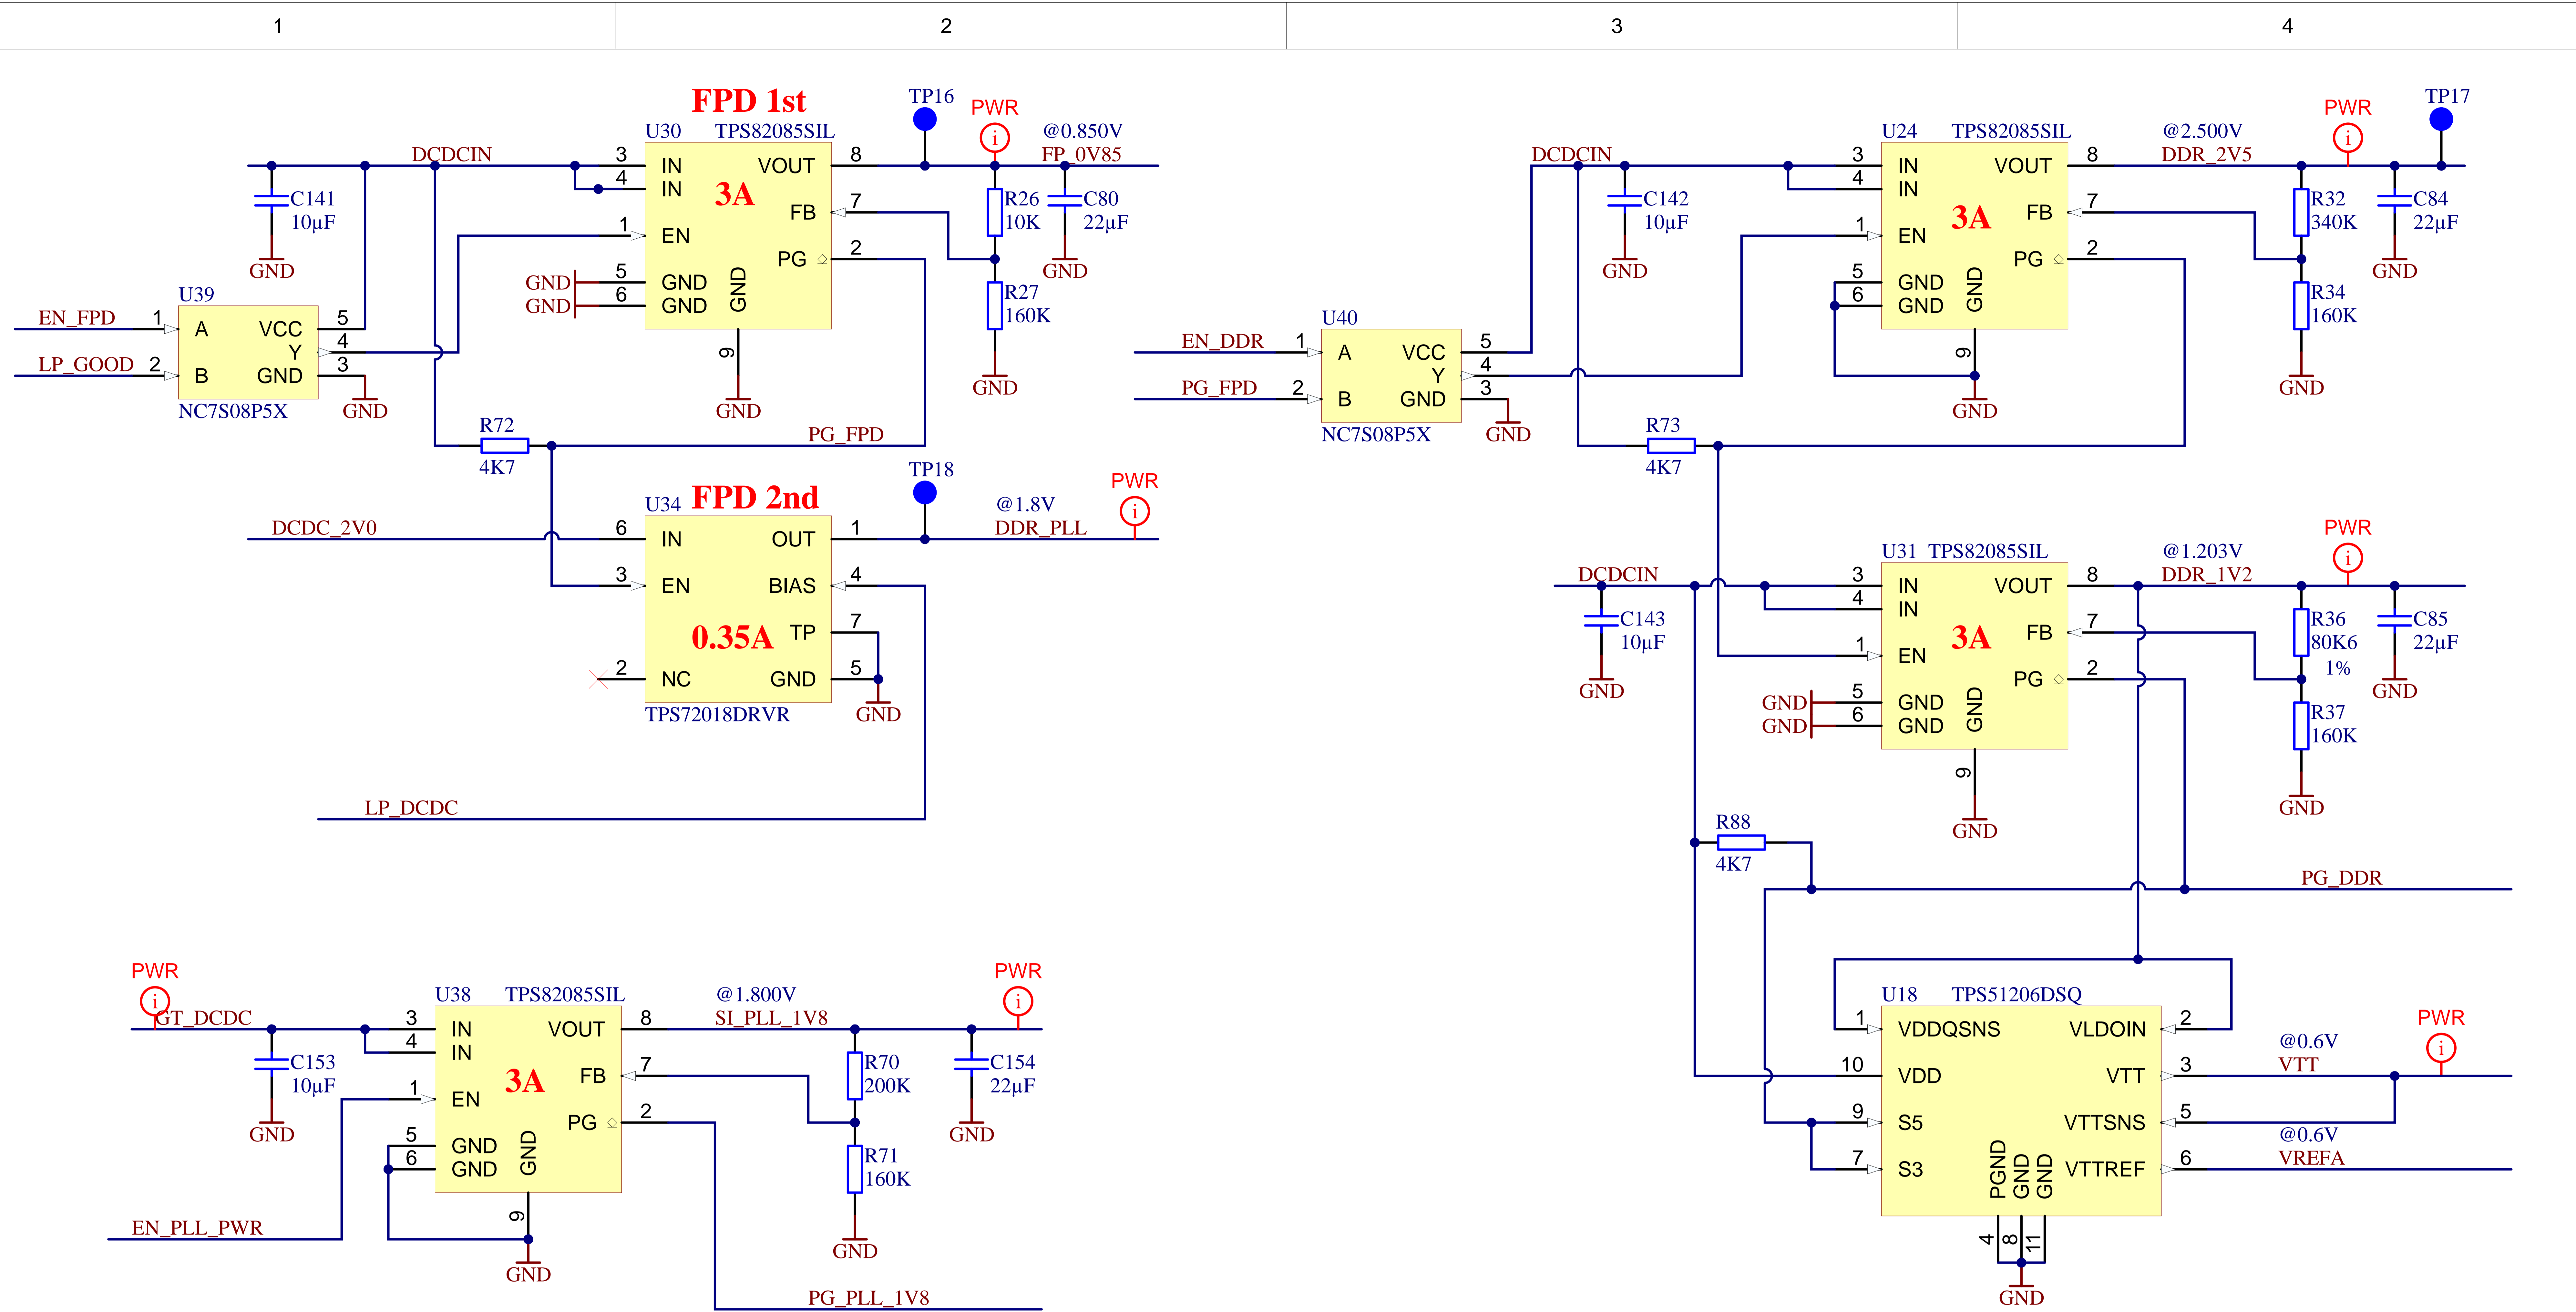 1
2
3
4
FPD 1st
TP16
PWR
U30
TPS82085SIL
@0.850V
DCDCIN
FP_0V85
3
IN
VOUT
8
4
IN
3A
C141
10µF
GND
FB
7
R26
10K
C80
22µF
GND
1
EN
PG
2
GND
5
GND
GND
6
GND
GND
9
GND
R27
160K
GND
U39
EN_FPD
1
A
VCC
5
Y
4
LP_GOOD
2
B
GND
3
NC7S08P5X
GND
R72
4K7
PG_FPD
FPD 2nd
TP18
PWR
U34
@1.8V
DCDC_2V0
DDR_PLL
6
IN
OUT
1
3
EN
BIAS
4
0.35A
TP
7
2
NC
GND
5
TPS72018DRVR
GND
LP_DCDC
PWR
PWR
U38
TPS82085SIL
@1.800V
GT_DCDC
SI_PLL_1V8
3
IN
VOUT
8
4
IN
C153
10µF
GND
3A
FB
7
R70
200K
C154
22µF
GND
1
EN
PG
2
5
GND
6
GND
GND
9
GND
R71
160K
GND
EN_PLL_PWR
PG_PLL_1V8
PWR
TP17
U24
TPS82085SIL
@2.500V
DCDCIN
DDR_2V5
3
IN
VOUT
8
4
IN
C142
10µF
GND
3A
FB
7
R32
340K
C84
22µF
GND
1
EN
PG
2
5
GND
6
GND
GND
9
GND
R34
160K
GND
U40
EN_DDR
1
A
VCC
5
Y
4
PG_FPD
2
B
GND
3
NC7S08P5X
GND
R73
4K7
PWR
U31
TPS82085SIL
@1.203V
DCDCIN
DDR_1V2
3
IN
VOUT
8
4
IN
C143
10µF
GND
3A
FB
7
R36
80K6
1%
C85
22µF
GND
1
EN
PG
2
GND
5
GND
GND
6
GND
GND
9
GND
R37
160K
GND
R88
4K7
PG_DDR
U18
TPS51206DSQ
1
VDDQSNS
VLDOIN
2
PWR
@0.6V
VTT
10
VDD
VTT
3
9
S5
VTTSNS
5
@0.6V
VREFA
7
S3
VTTREF
6
PGND
GND
GND
4
8
11
GND